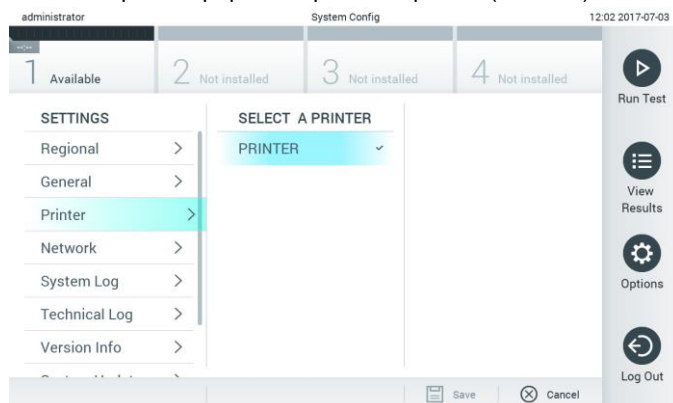 administrator System Config 12:02 2017-07-03
1 Available 2 Not installed 3 Not installed 4 Not installed
Run Test
SETTINGS SELECT A PRINTER
Regional
PRINTER
General
View
Results
Printer
Network
System Log
Options
Technical Log
Version Info
Log Out
Save Cancel